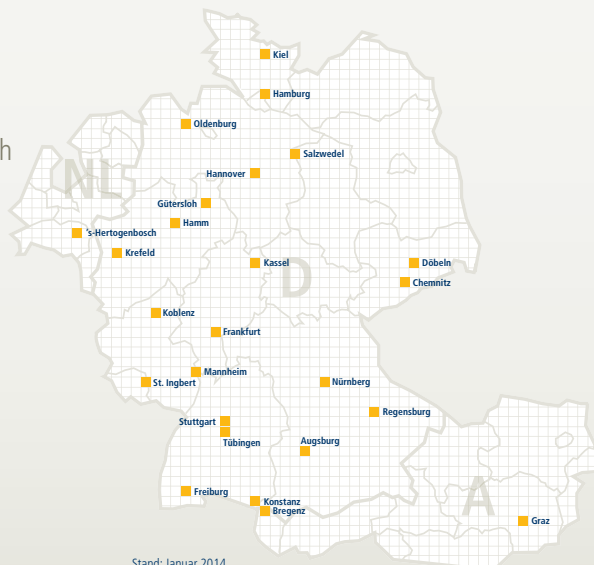 Kiel
Hamburg
Oldenburg
h
Salzwedel
Hannover
NL
Gütersloh
Hamm
's-Hertogenbosch
Krefeld
Kassel
D
Döbeln
Chemnitz
Koblenz
Frankfurt
Mannheim
St. Ingbert
Nürnberg
Regensburg
Stuttgart
Tübingen
Augsburg
Freiburg
A
Konstanz
Bregenz
Graz
Stand: Januar 2014